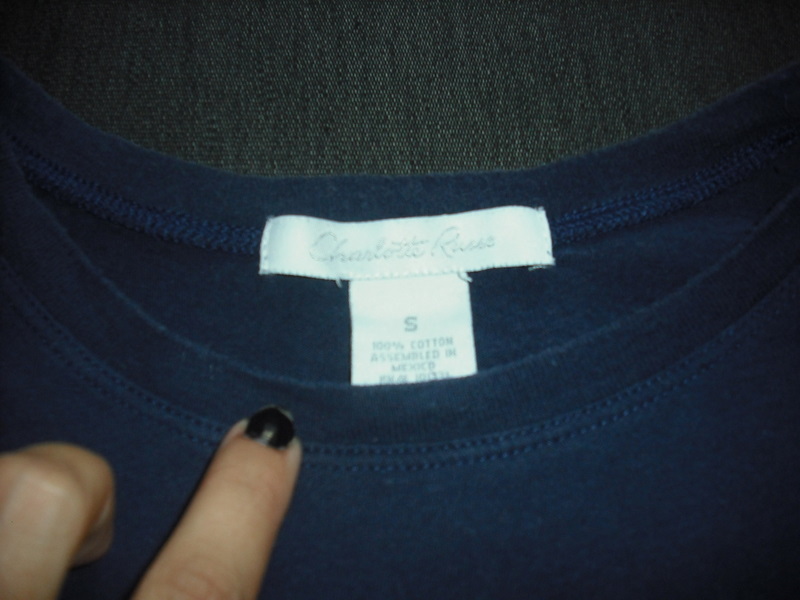 Charlotte Russe
S
100% COTTON
ASSEMBLED IN
MEXICO